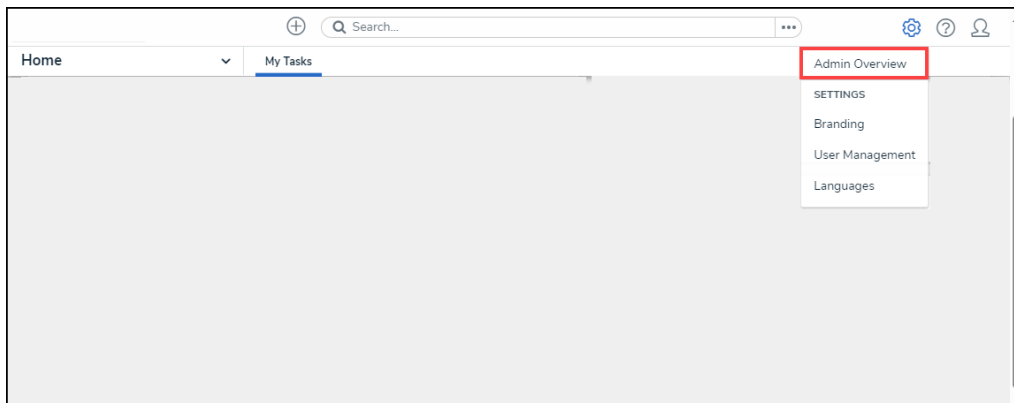 Search...
Home
My Tasks
Admin Overview
SETTINGS
Branding
User Management
Languages